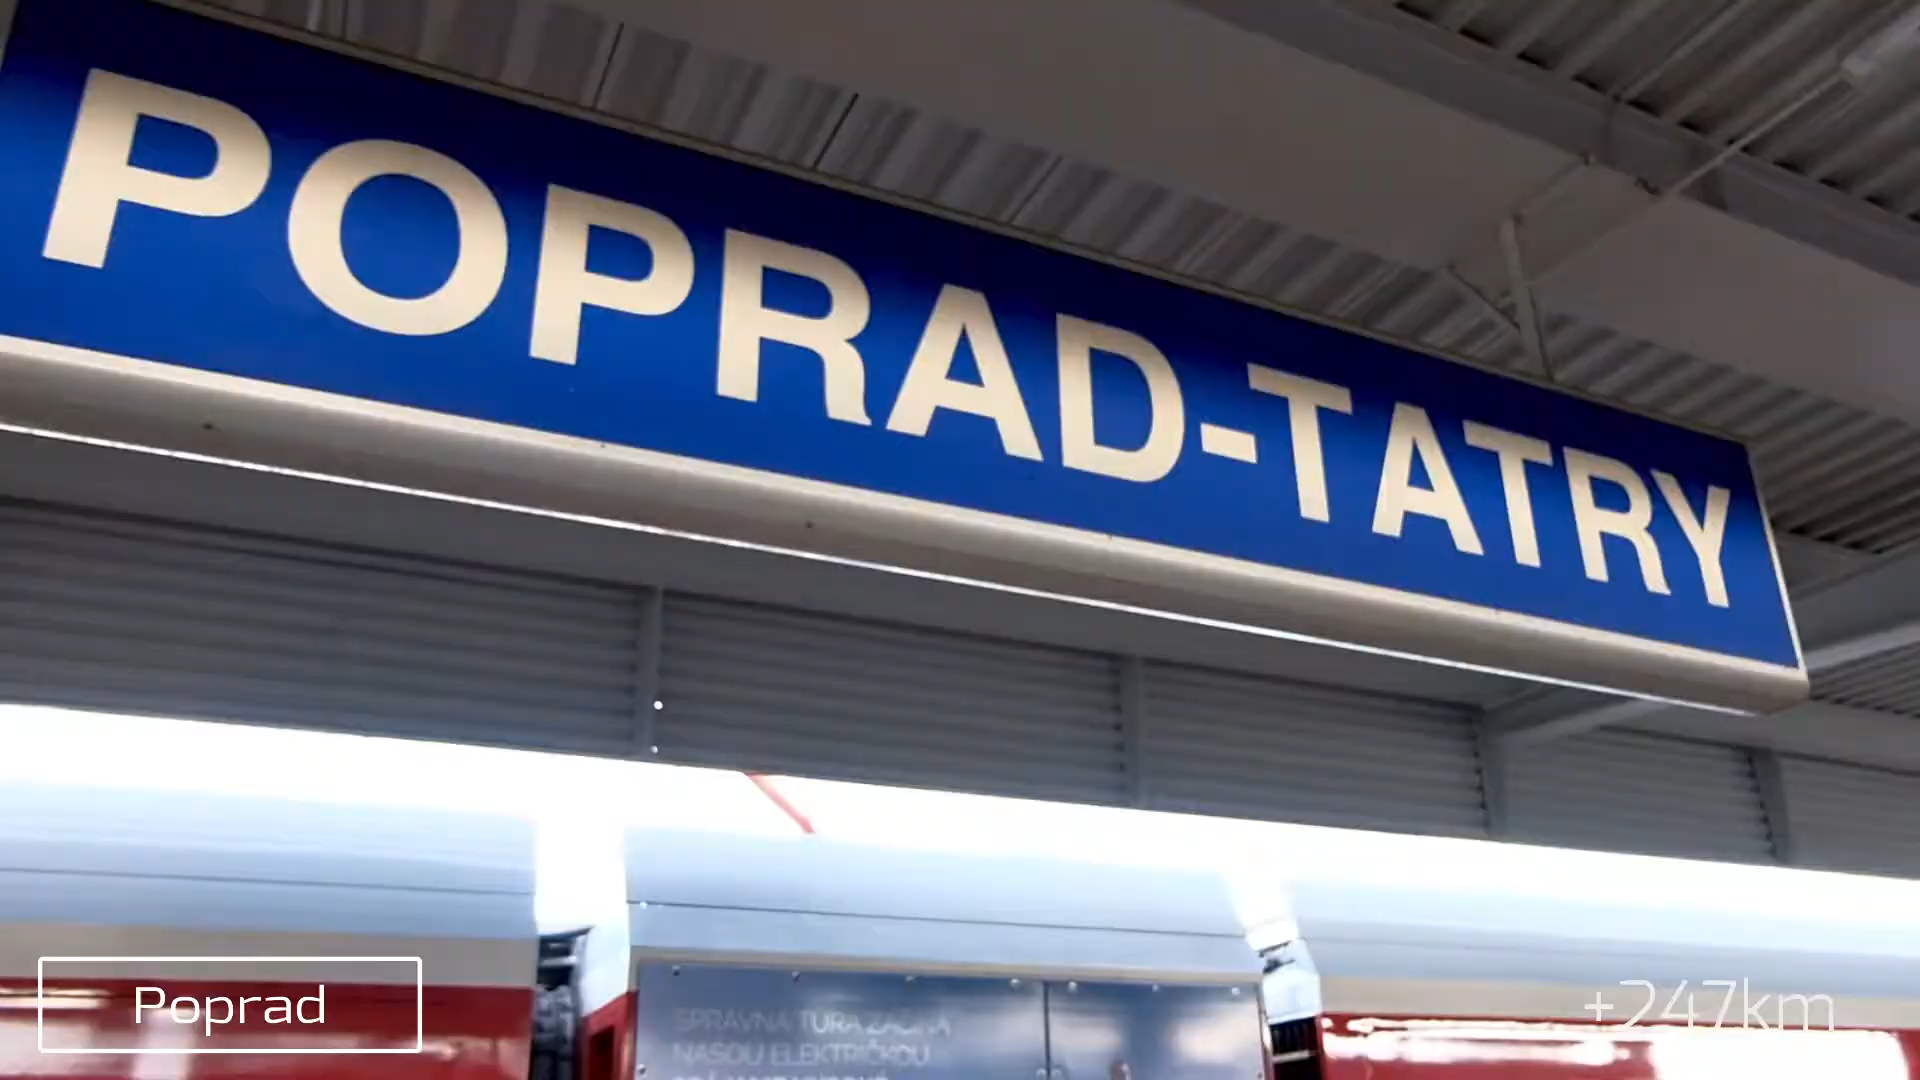 POPRAD-TATRY
SPRÁVNA TÚRA ZAČÍNA
NAŠOU ELEKTRIČKOU
Poprad
+247km